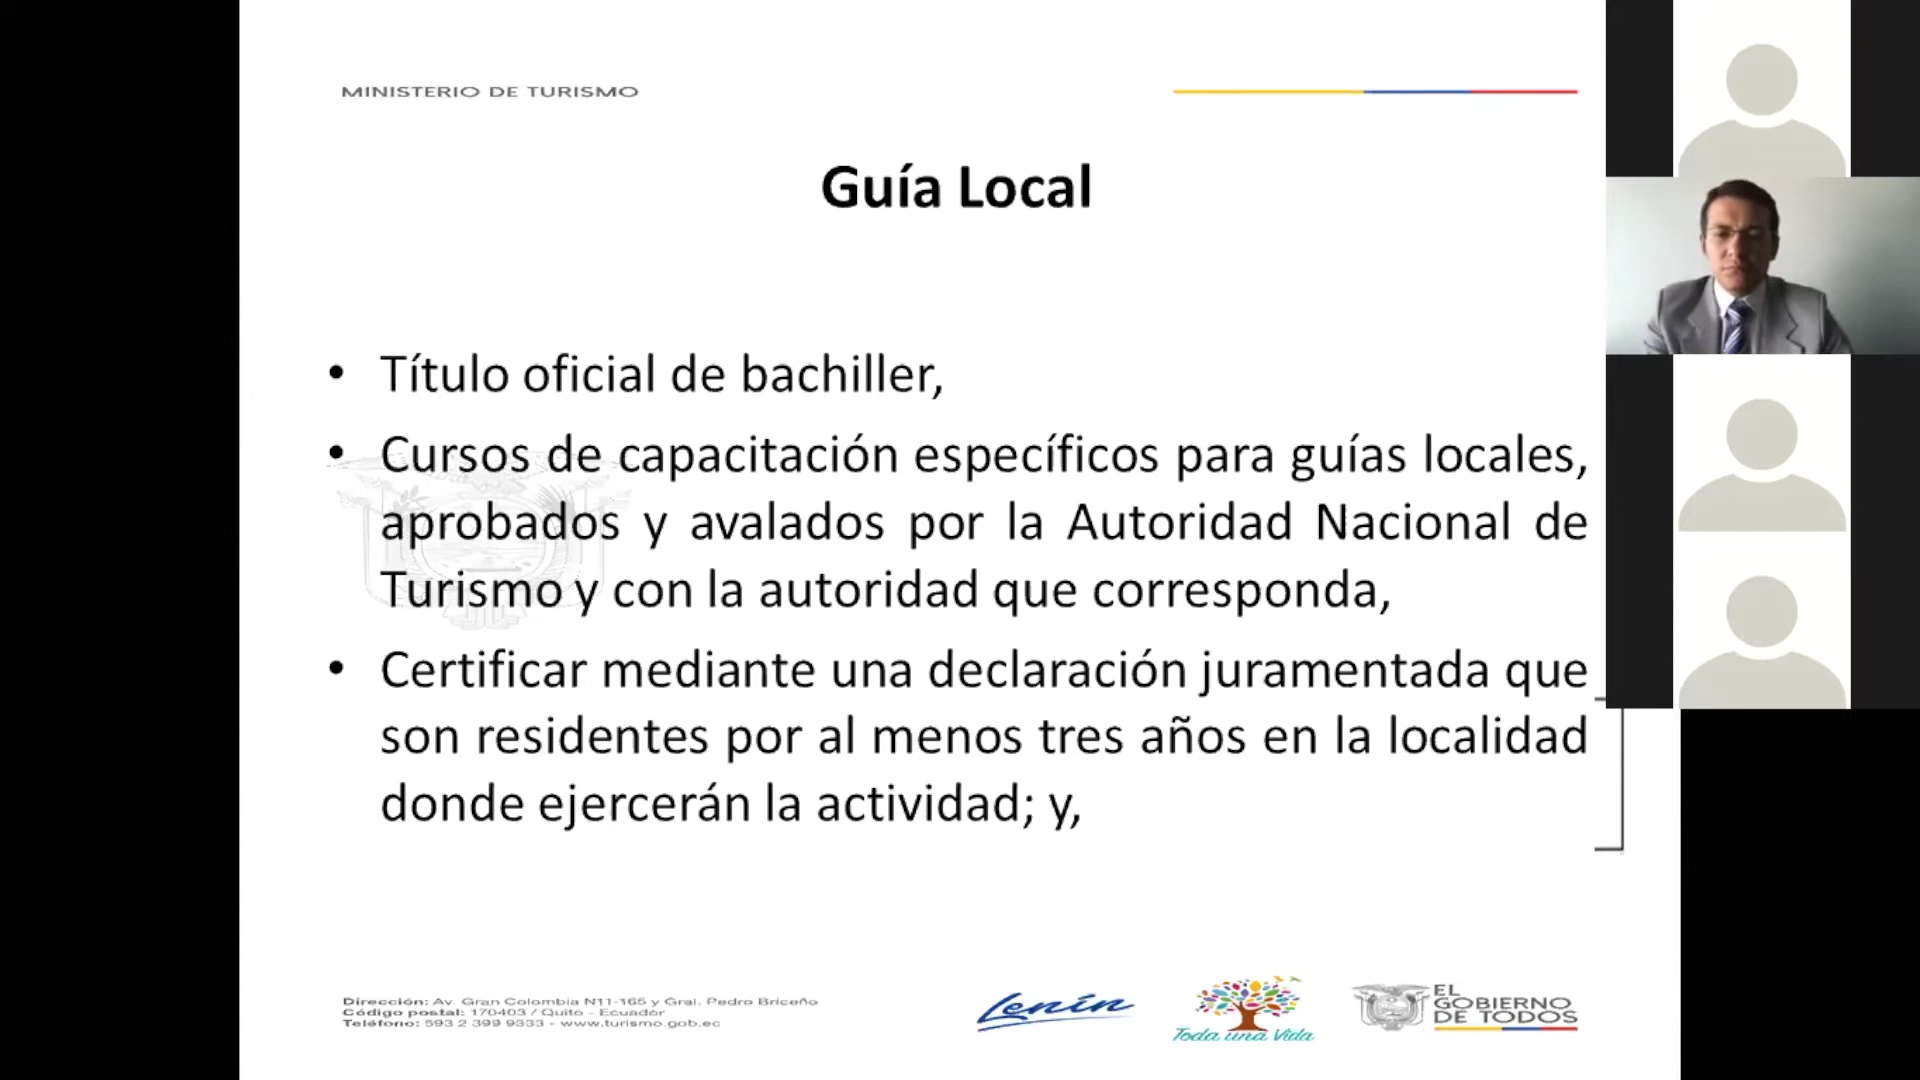 MINISTERIO DE TURISMO
Guía Local
• Título oficial de bachiller,
• Cursos de capacitación específicos para guías locales,
aprobados y avalados por la Autoridad Nacional de
Turismo y con la autoridad que corresponda,
• Certificar mediante una declaración juramentada que
son residentes por al menos tres años en la localidad
donde ejercerán la actividad; y,
Dirección: Av. Gran Colombia N11-165 y Gral. Pedro Briceño
Código postal: 170403 / Quito - Ecuador
Teléfono: 593 2 399 9333 - www.turismo.gob.ec
Lenín
Toda una Vida
EL
GOBIERNO
DE TODOS